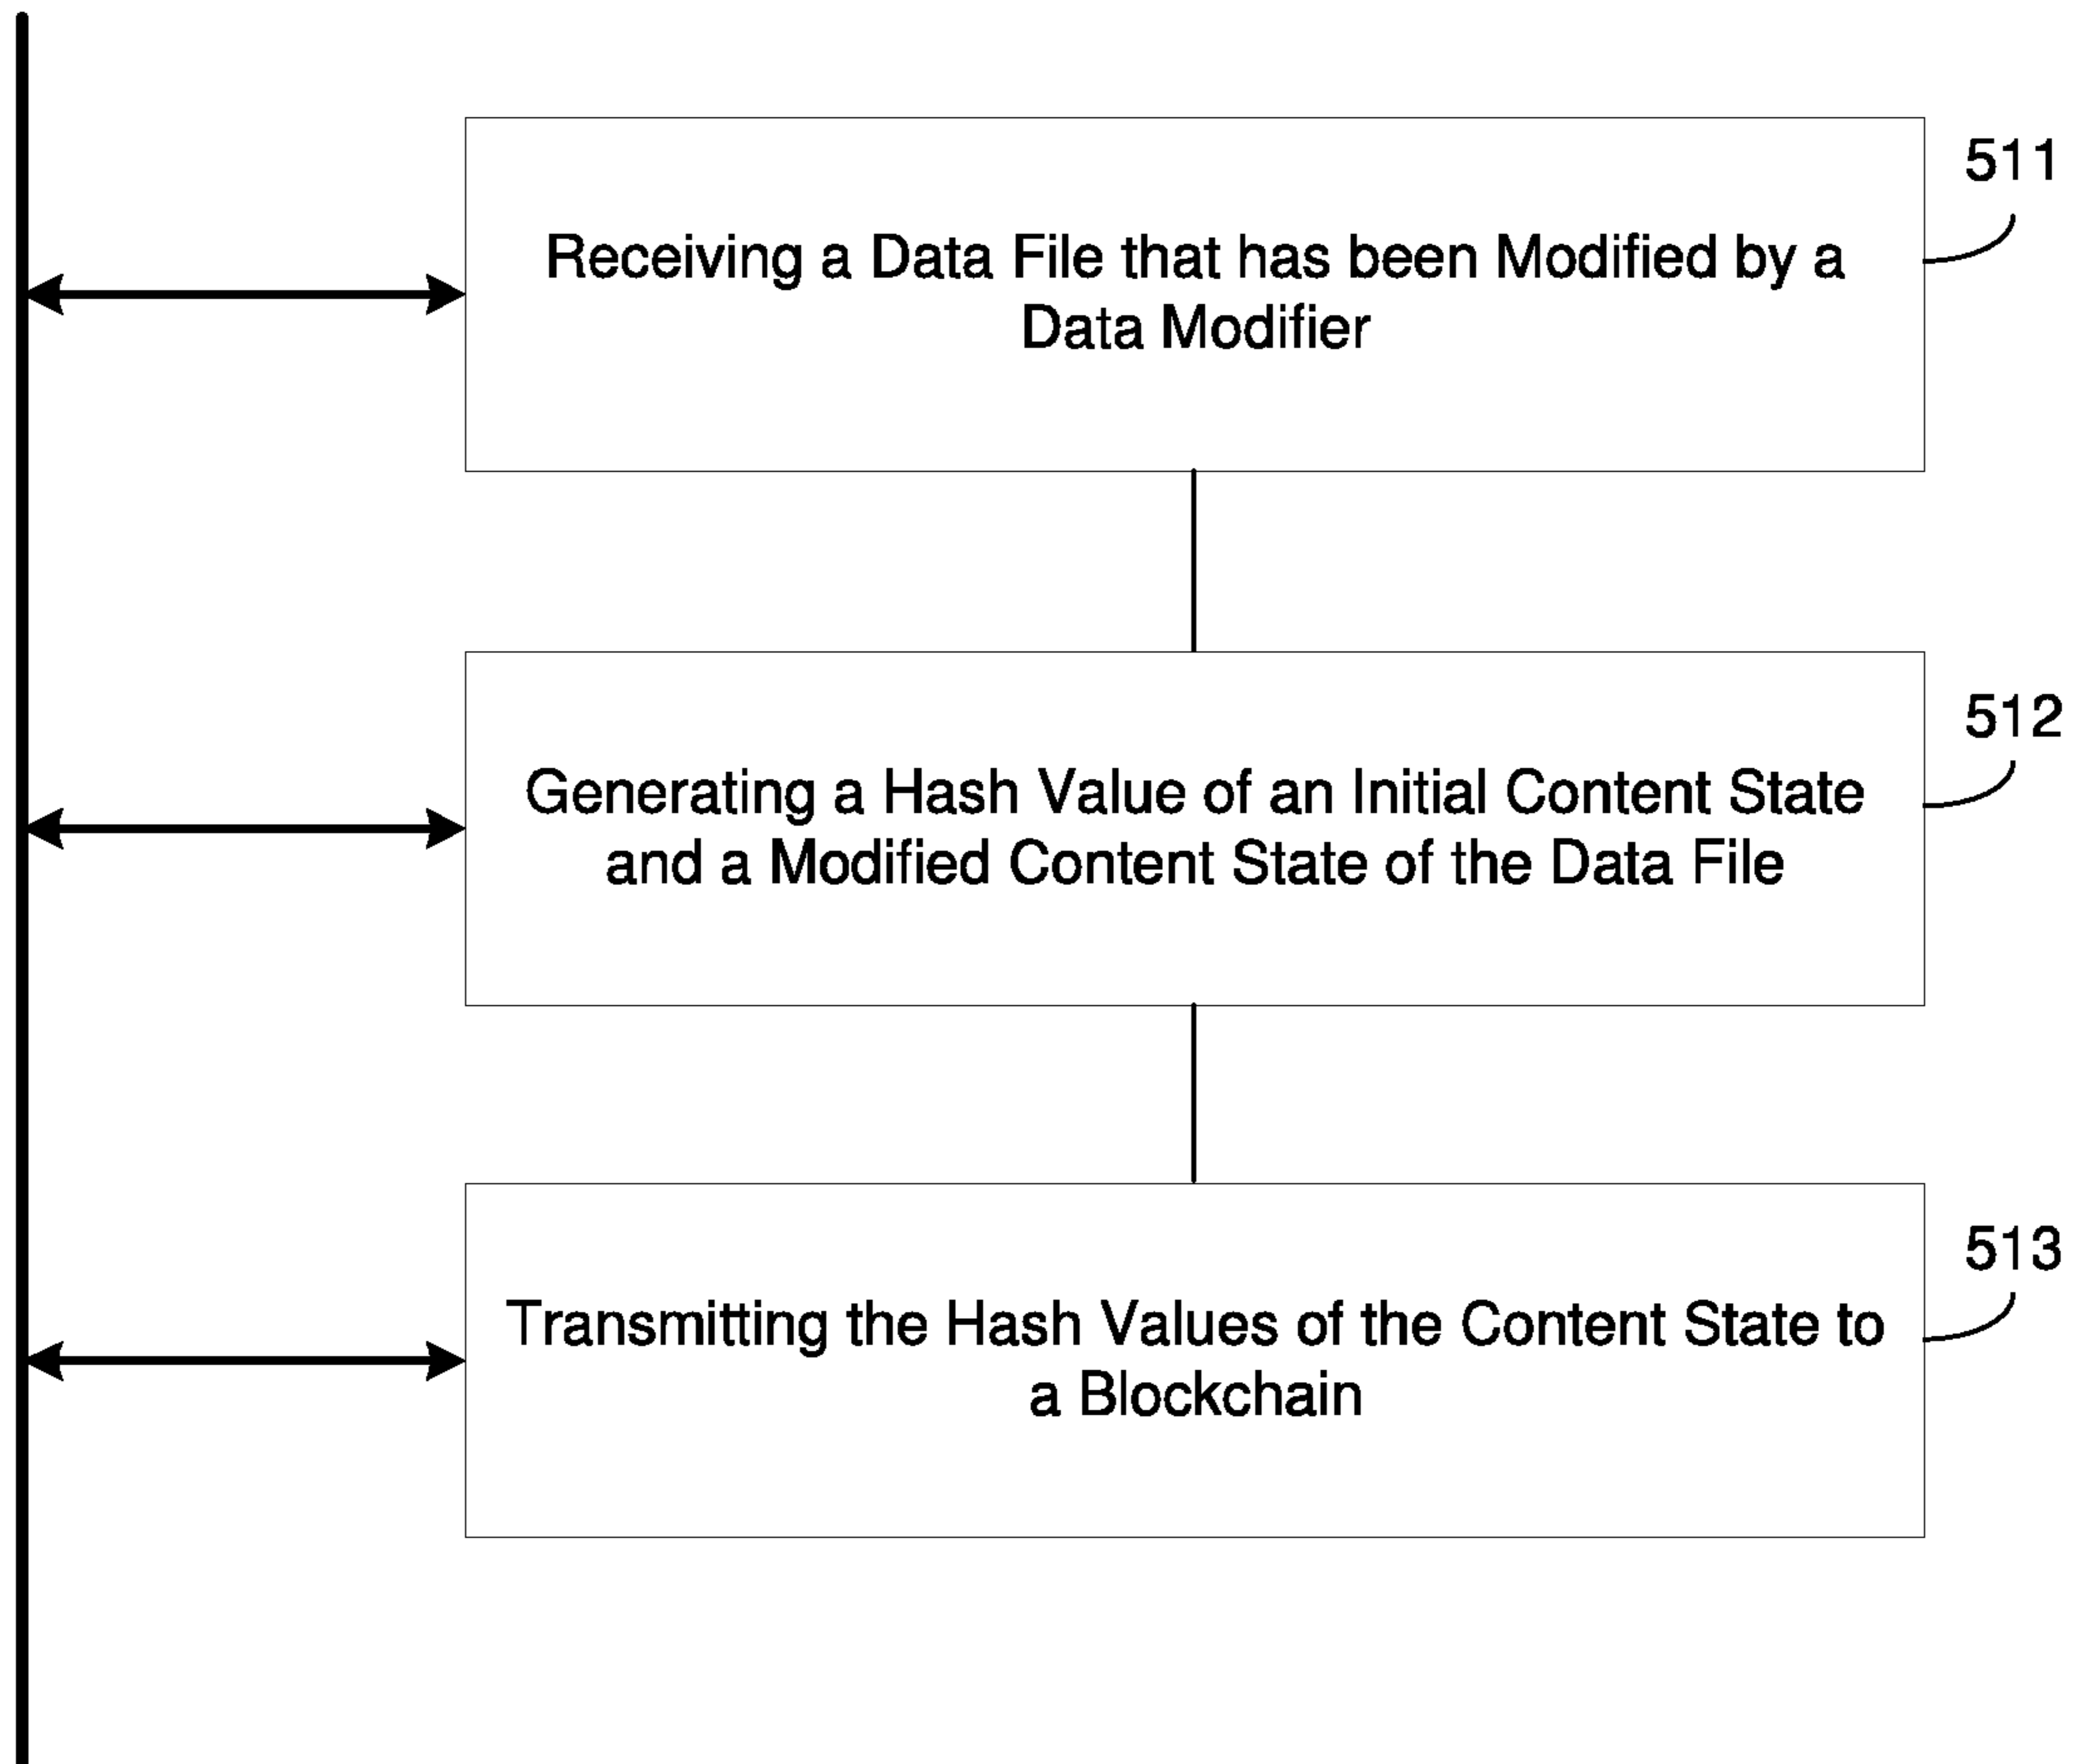 511
Receiving a Data File that has been Modified by a
Data Modifier
512
Generating a Hash Value of an Initial Content State
and a Modified Content State of the Data File
513
Transmitting the Hash Values of the Content State to
a Blockchain